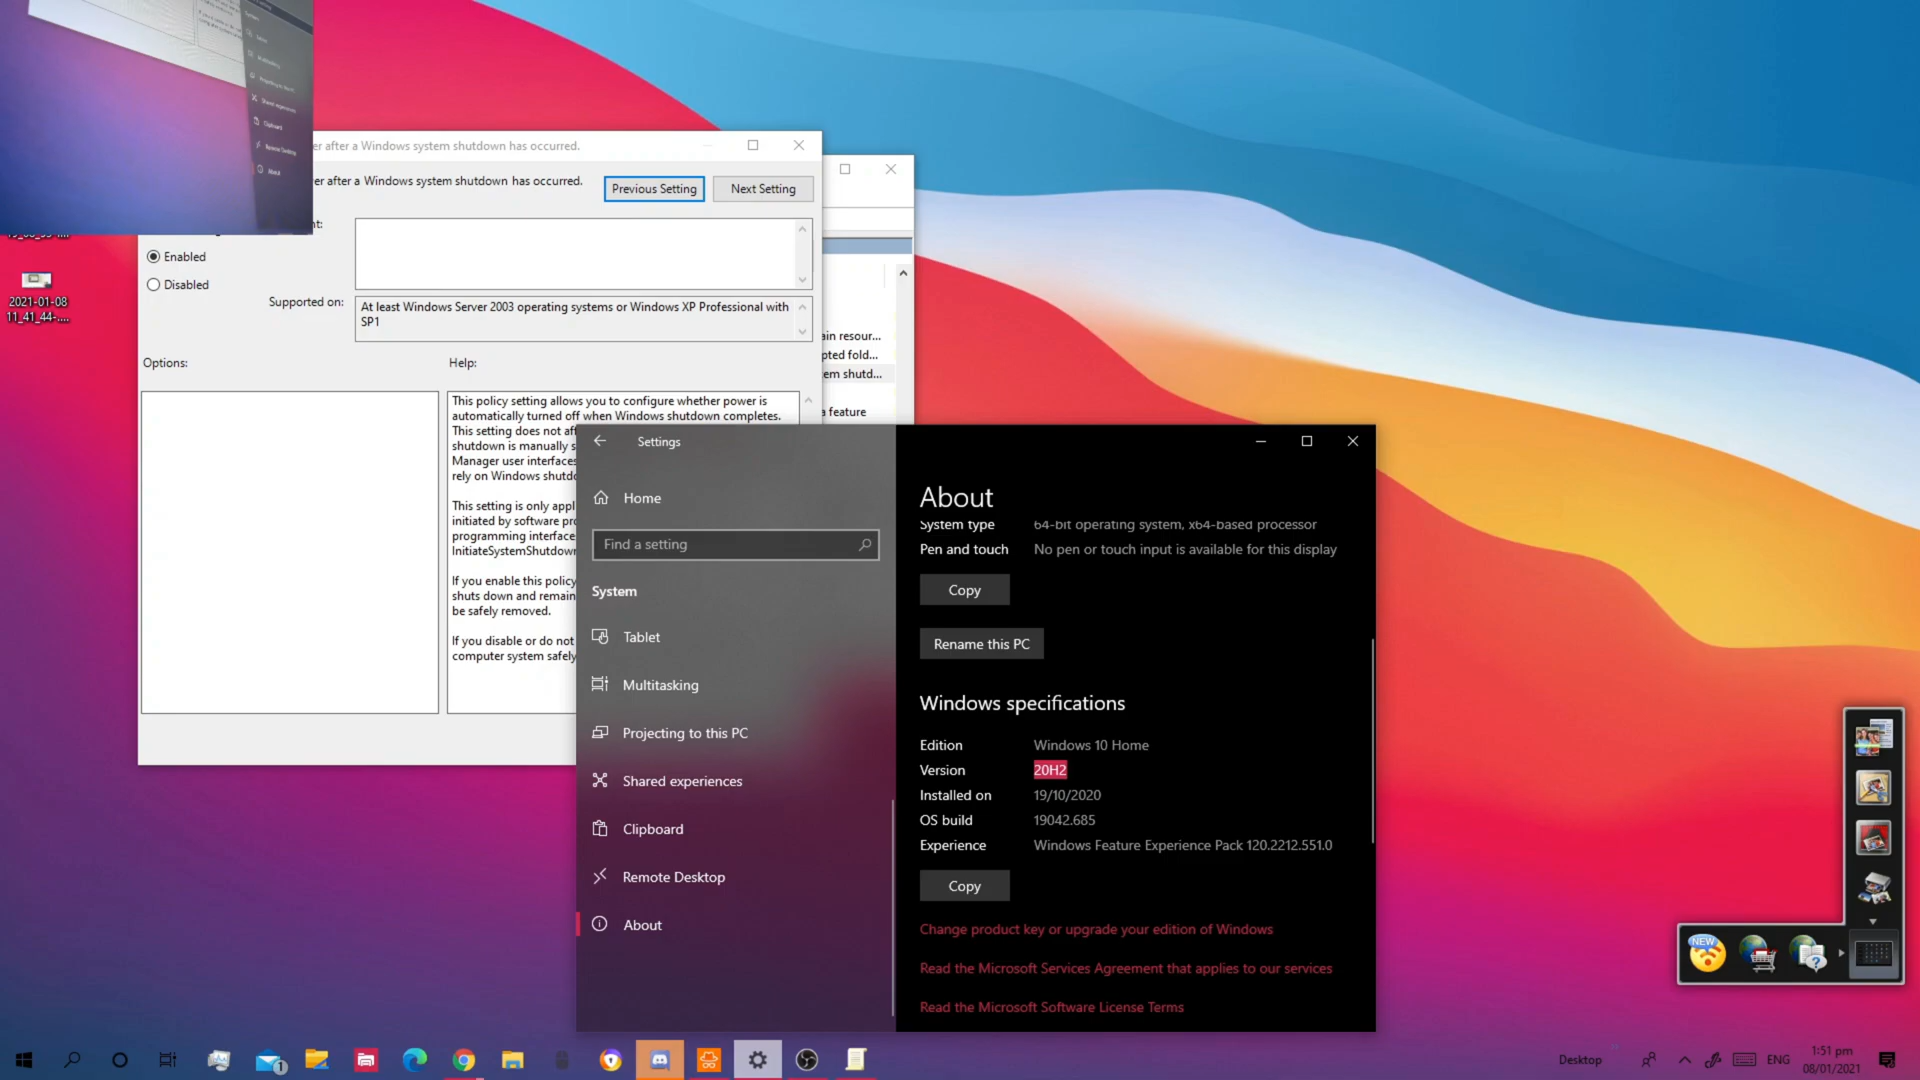 er after a Windows system shutdown has occurred.
er after a Windows system shutdown has occurred.
Previous Setting
Next Setting
nt:
Enabled
Disabled
Supported on:
At least Windows Server 2003 operating systems or Windows XP Professional with
SP1
Options:
Help:
This policy setting allows you to configure whether power is
automatically turned off when Windows shutdown completes.
This setting does not aff
shutdown is manually s
Manager user interfaces
rely on Windows shutdo
This setting is only appl
initiated by software pro
programming interface
InitiateSystemShutdown
If you enable this policy
shuts down and remain
be safely removed.
If you disable or do not
computer system safely
ain resour...
pted fold...
em shutd...
a feature
2021-01-08
11_41_44-....
Settings
Home
Find a setting
System
Tablet
Multitasking
Projecting to this PC
Shared experiences
Clipboard
Remote Desktop
About
About
System type 64-bit operating system, x64-based processor
Pen and touch No pen or touch input is available for this display
Copy
Rename this PC
Windows specifications
Edition Windows 10 Home
Version 20H2
Installed on 19/10/2020
OS build 19042.685
Experience Windows Feature Experience Pack 120.2212.551.0
Copy
Change product key or upgrade your edition of Windows
Read the Microsoft Services Agreement that applies to our services
Read the Microsoft Software License Terms
NEW
1
Desktop
ENG
1:51 pm
08/01/2021